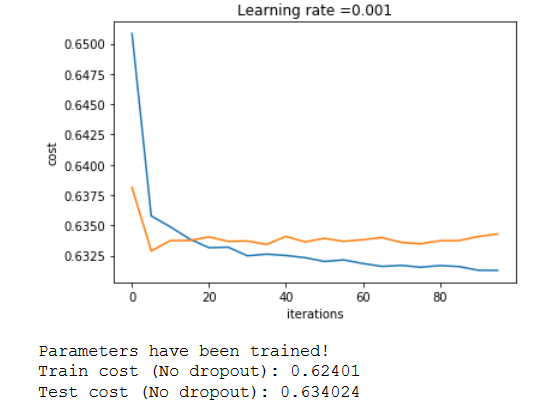 Learning rate =0.001
0.6500
0.6475
0.6450
0.6425
0.6400
0.6375
0.6350
0.6325
cost
0 20 40 60 80
iterations
Parameters have been trained!
Train cost (No dropout): 0.62401
Test cost (No dropout): 0.634024